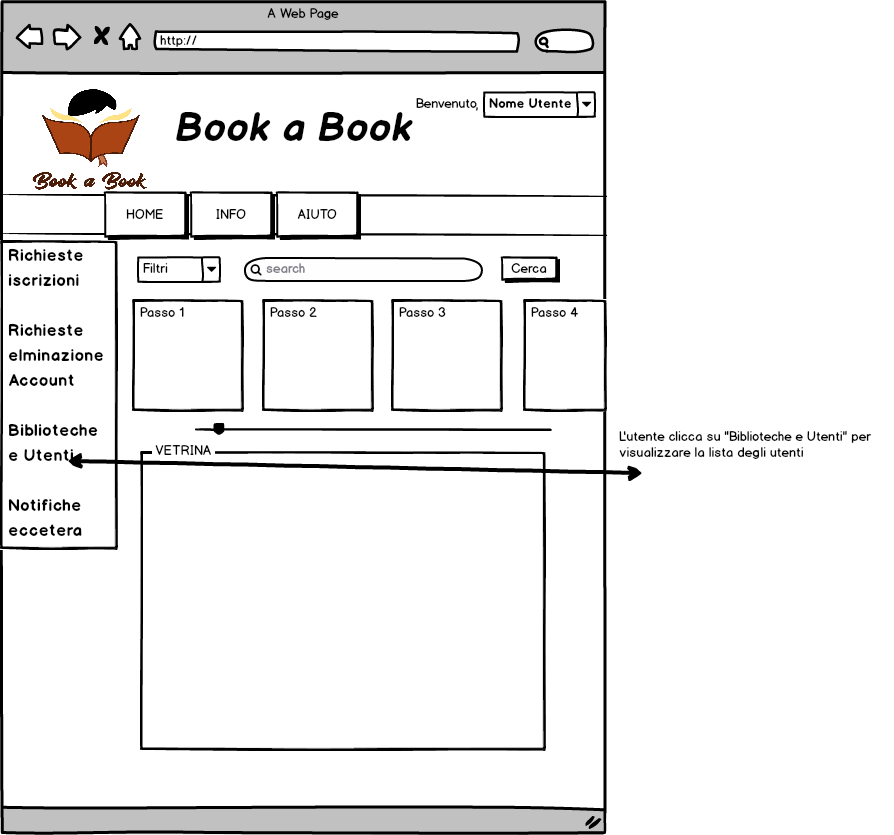 A Web Page
http://
Benvenuto, Nome Utente
Book a Book
Book a Book
HOME INFO AIUTO
Richieste
iscrizioni
Richieste
elminazione
Account
Biblioteche
e Utenti
Notifiche
eccetera
Filtri search Cerca
Passo 1 Passo 2 Passo 3 Passo 4
VETRINA
L'utente clicca su "Biblioteche e Utenti" per
visualizzare la lista degli utenti